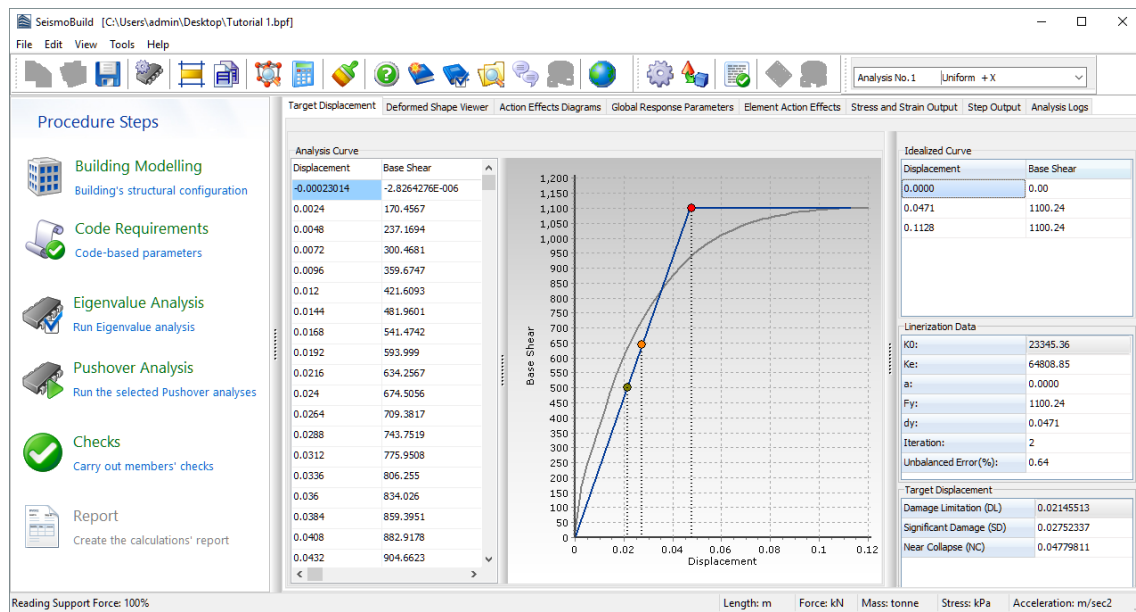 SeismoBuild [C:\Users\admin\Desktop\Tutorial 1.bpf]
File Edit View Tools Help
Analysis No.1 Uniform +X
Procedure Steps
Building Modelling
Building's structural configuration
Code Requirements
Code-based parameters
Eigenvalue Analysis
Run Eigenvalue analysis
Pushover Analysis
Run the selected Pushover analyses
Checks
Carry out members' checks
Report
Create the calculations' report
Target Displacement Deformed Shape Viewer Action Effects Diagrams Global Response Parameters Element Action Effects Stress and Strain Output Step Output Analysis Logs
Analysis Curve
Displacement Base Shear
-0.00023014 -2.8264276E-006
0.0024 170.4567
0.0048 237.1694
0.0072 300.4681
0.0096 359.6747
0.012 421.6093
0.0144 481.9601
0.0168 541.4742
0.0192 593.999
0.0216 634.2567
0.024 674.5056
0.0264 709.3817
0.0288 743.7519
0.0312 775.9508
0.0336 806.255
0.036 834.026
0.0384 859.3951
0.0408 882.9178
0.0432 904.6623
Base Shear
1,200
1,150
1,100
1,050
1,000
950
900
850
800
750
700
650
600
550
500
450
400
350
300
250
200
150
100
50
0
0 0.02 0.04 0.06 0.08 0.1 0.12
Displacement
Idealized Curve
Displacement Base Shear
0.0000 0.00
0.0471 1100.24
0.1128 1100.24
Linerization Data
K0: 23345.36
Ke: 64808.85
a: 0.0000
Fy: 1100.24
dy: 0.0471
Iteration: 2
Unbalanced Error(%): 0.64
Target Displacement
Damage Limitation (DL) 0.02145513
Significant Damage (SD) 0.02752337
Near Collapse (NC) 0.04779811
Reading Support Force: 100% Length: m Force: kN Mass: tonne Stress: kPa Acceleration: m/sec2